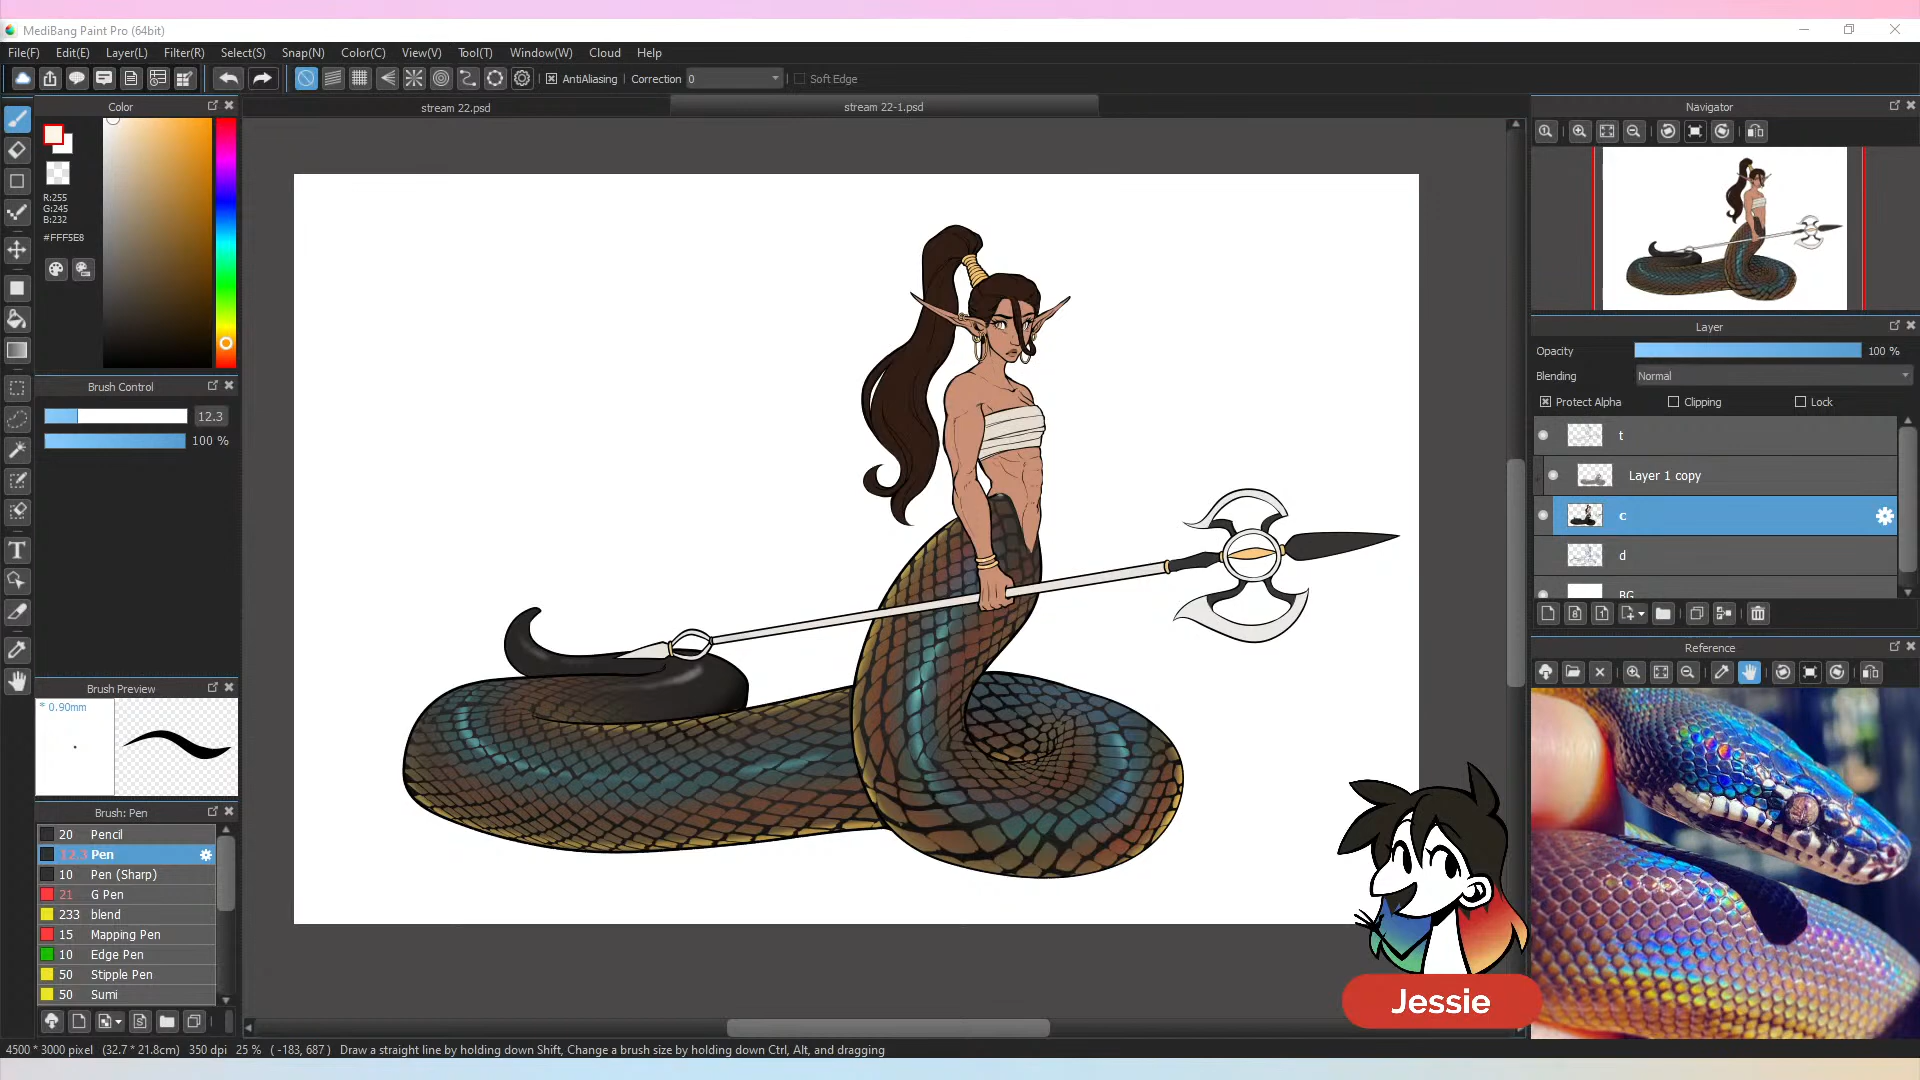 MediBang Paint Pro (64bit)
File(F) Edit(E) Layer(L) Filter(R) Select(S) Snap(N) Color(C) View(V) Tool(T) Window(W) Cloud Help
AntiAliasing Correction 0 Soft Edge
Color
R:255
G:245
B:232
#FFF5E8
Brush Control
12.3
100 %
Brush Preview
* 0.90mm
Brush: Pen
20 Pencil
12.3 Pen
10 Pen (Sharp)
21 G Pen
233 blend
15 Mapping Pen
10 Edge Pen
50 Stipple Pen
50 Sumi
stream 22.psd
stream 22-1.psd
Jessie
Navigator
Layer
Opacity 100 %
Blending Normal
Protect Alpha Clipping Lock
t
Layer 1 copy
c
d
BG
Reference
4500 * 3000 pixel (32.7 * 21.8cm) 350 dpi 25 % ( -183, 687 ) Draw a straight line by holding down Shift, Change a brush size by holding down Ctrl, Alt, and dragging